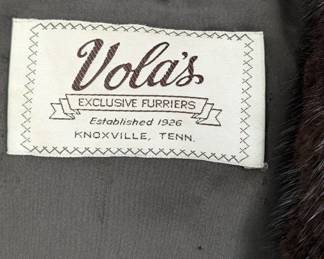 Vola's
EXCLUSIVE FURRIERS
Established 1926
KNOXVILLE, TENN.